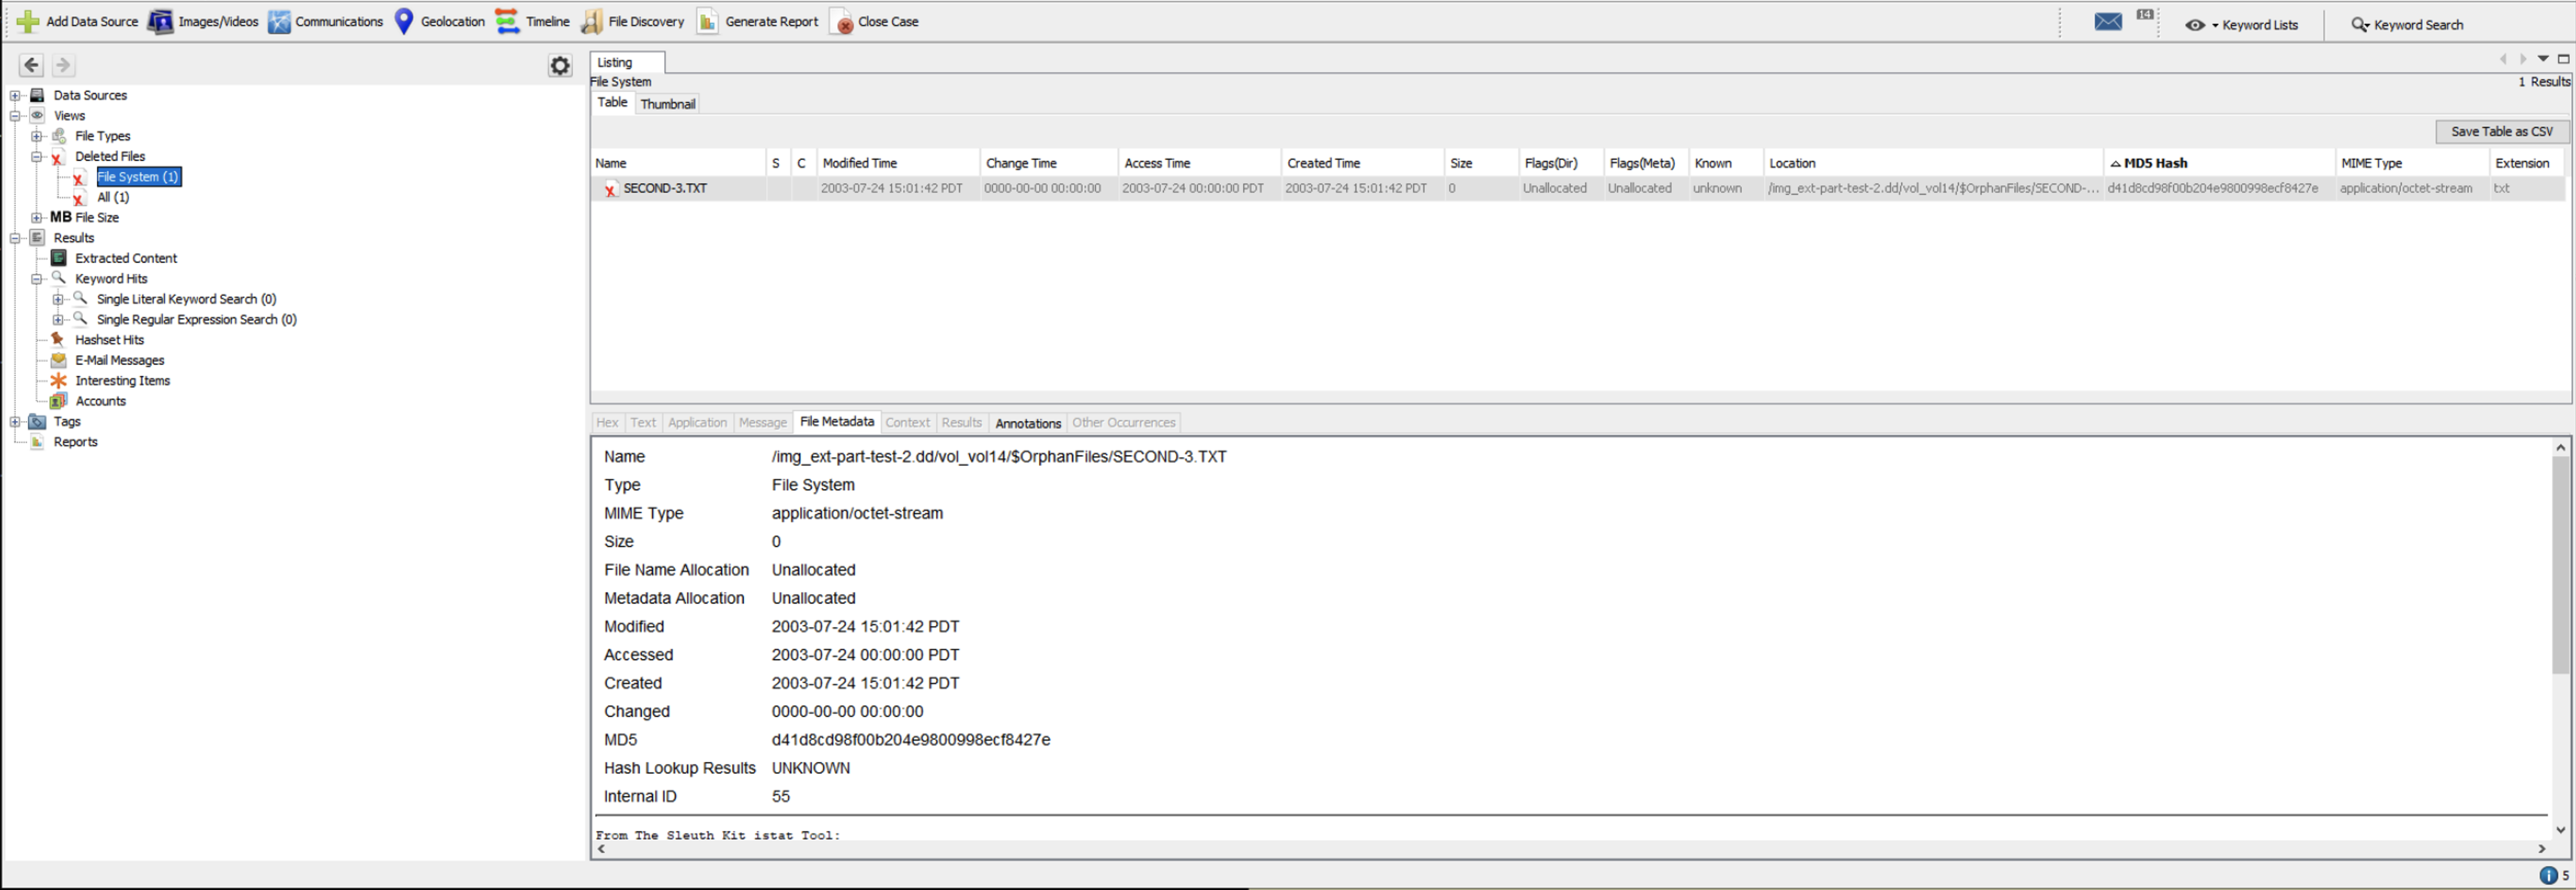 Add Data Source Images/Videos Communications Geolocation Timeline File Discovery Generate Report Close Case 14 Keyword Lists Keyword Search
Data Sources
Views
File Types
Deleted Files
File System (1)
All (1)
MB File Size
Results
Extracted Content
Keyword Hits
Single Literal Keyword Search (0)
Single Regular Expression Search (0)
Hashset Hits
E-Mail Messages
Interesting Items
Accounts
Tags
Reports
Listing
File System 1 Results
Table Thumbnail
Save Table as CSV
Name S C Modified Time Change Time Access Time Created Time Size Flags(Dir) Flags(Meta) Known Location MD5 Hash MIME Type Extension
SECOND-3.TXT 2003-07-24 15:01:42 PDT 0000-00-00 00:00:00 2003-07-24 00:00:00 PDT 2003-07-24 15:01:42 PDT 0 Unallocated Unallocated unknown /img_ext-part-test-2.dd/vol_vol14/$OrphanFiles/SECOND-... d41d8cd98f00b204e9800998ecf8427e application/octet-stream txt
Hex Text Application Message File Metadata Context Results Annotations Other Occurrences
Name /img_ext-part-test-2.dd/vol_vol14/$OrphanFiles/SECOND-3.TXT
Type File System
MIME Type application/octet-stream
Size 0
File Name Allocation Unallocated
Metadata Allocation Unallocated
Modified 2003-07-24 15:01:42 PDT
Accessed 2003-07-24 00:00:00 PDT
Created 2003-07-24 15:01:42 PDT
Changed 0000-00-00 00:00:00
MD5 d41d8cd98f00b204e9800998ecf8427e
Hash Lookup Results UNKNOWN
Internal ID 55
From The Sleuth Kit istat Tool:
5